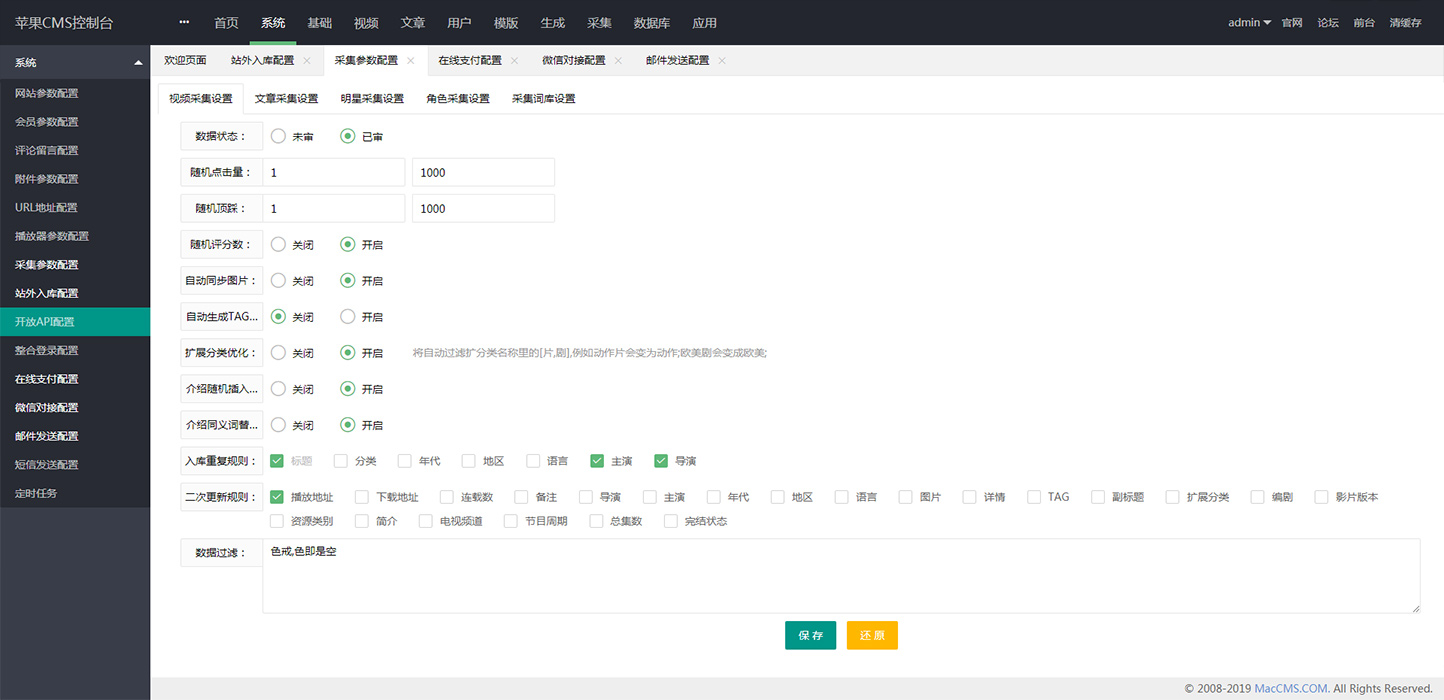 苹果CMS控制台 ··· 首页 系统 基础 视频 文章 用户 模版 生成 采集 数据库 应用 admin 官网 论坛 前台 清缓存
系统
网站参数配置
会员参数配置
评论留言配置
附件参数配置
URL地址配置
播放器参数配置
采集参数配置
站外入库配置
开放API配置
整合登录配置
在线支付配置
微信对接配置
邮件发送配置
短信发送配置
定时任务
欢迎页面 站外入库配置 采集参数配置 在线支付配置 微信对接配置 邮件发送配置
视频采集设置 文章采集设置 明星采集设置 角色采集设置 采集词库设置
数据状态： 未审 已审
随机点击量： 1 1000
随机顶踩： 1 1000
随机评分数： 关闭 开启
自动同步图片： 关闭 开启
自动生成TAG... 关闭 开启
扩展分类优化： 关闭 开启 将自动过滤扩分类名称里的[片,剧],例如动作片会变为动作;欧美剧会变成欧美;
介绍随机插入... 关闭 开启
介绍同义词替... 关闭 开启
入库重复规则： 标题 分类 年代 地区 语言 主演 导演
二次更新规则： 播放地址 下载地址 连载数 备注 导演 主演 年代 地区 语言 图片 详情 TAG 副标题 扩展分类 编剧 影片版本
资源类别 简介 电视频道 节目周期 总集数 完结状态
数据过滤： 色戒,色即是空
保 存 还 原
© 2008-2019 MacCMS.COM. All Rights Reserved.